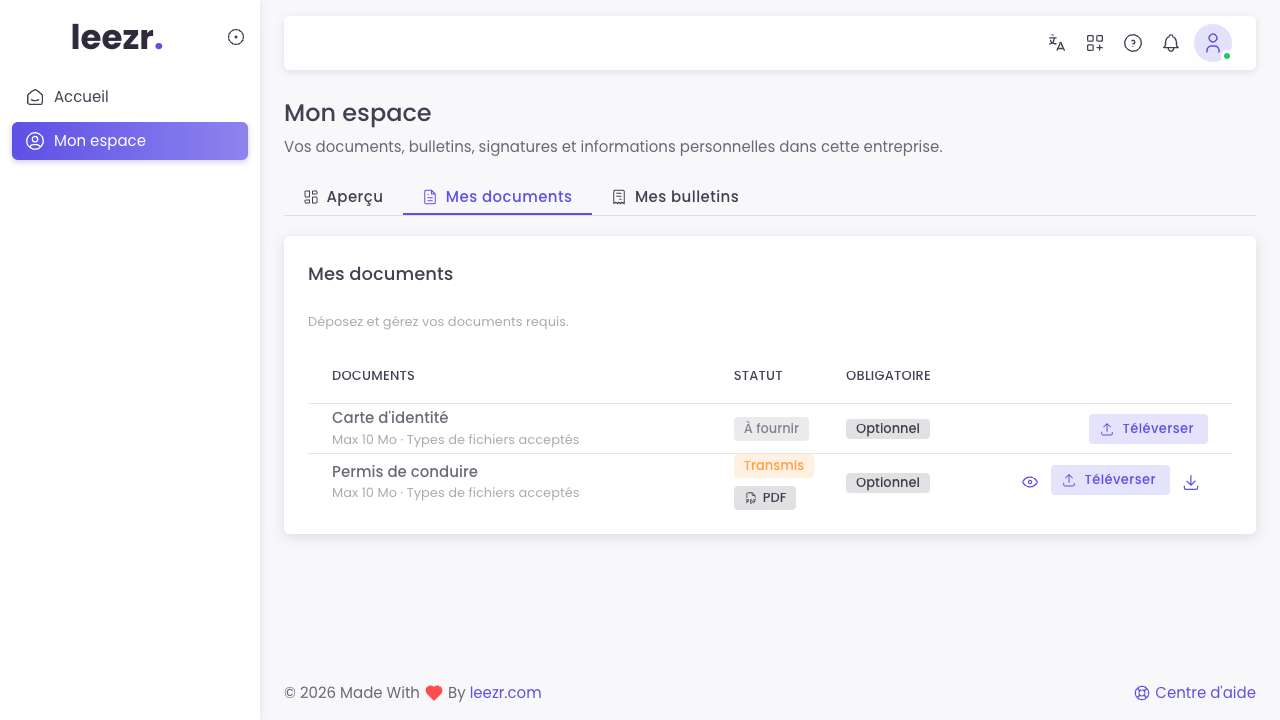 leezr.
Accueil
Mon espace
Mon espace
Vos documents, bulletins, signatures et informations personnelles dans cette entreprise.
Aperçu
Mes documents
Mes bulletins
Mes documents
Déposez et gérez vos documents requis.
DOCUMENTS STATUT OBLIGATOIRE
Carte d'identité
Max 10 Mo · Types de fichiers acceptés
À fournir
Optionnel
Téléverser
Permis de conduire
Max 10 Mo · Types de fichiers acceptés
Transmis
PDF
Optionnel
Téléverser
© 2026 Made With By leezr.com
Centre d'aide